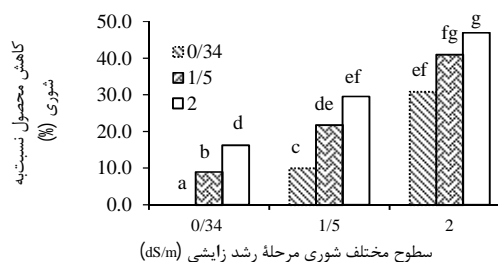 کاهش محصول نسبت‌به
شوری (%)
50.0
40.0
30.0
20.0
10.0
0.0
0/34
1/5
2
a
b
d
c
de
ef
ef
fg
g
0/34
1/5
2
سطوح مختلف شوری مرحلۀ رشد زایشی (dS/m)